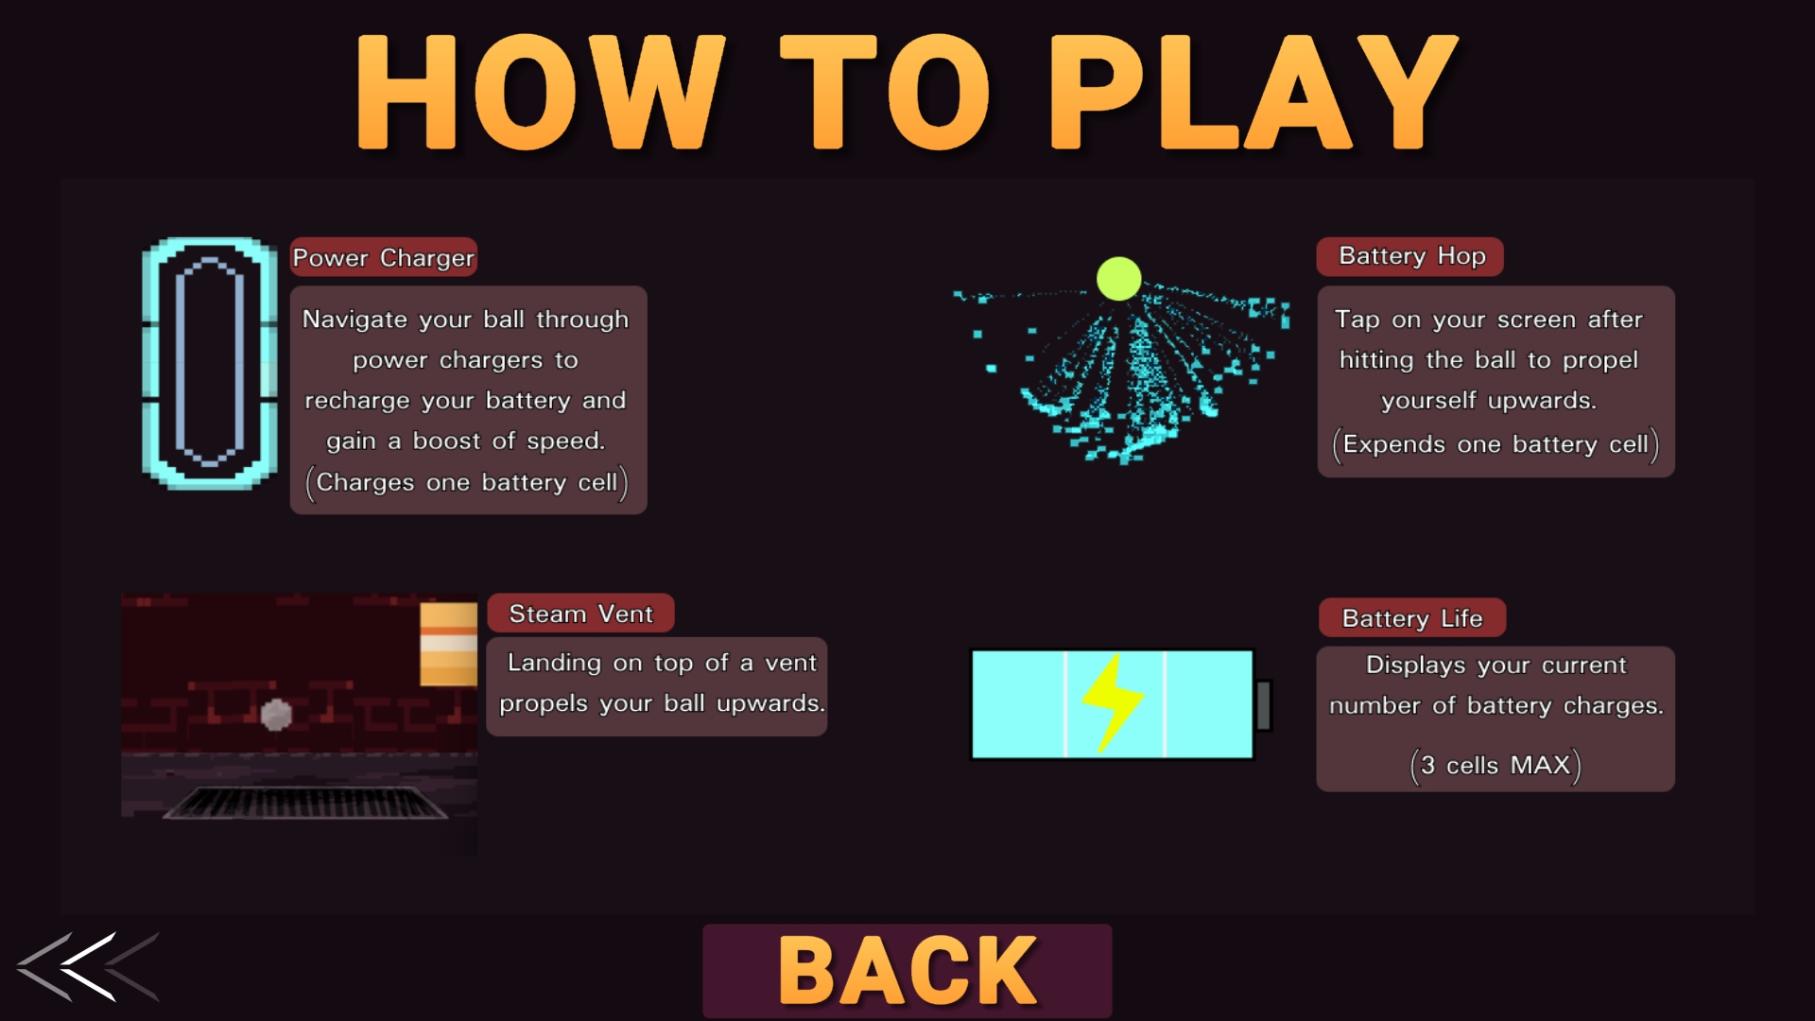 HOW TO PLAY
Power Charger
Navigate your ball through
power chargers to
recharge your battery and
gain a boost of speed.
(Charges one battery cell)
Battery Hop
Tap on your screen after
hitting the ball to propel
yourself upwards.
(Expends one battery cell)
Steam Vent
Landing on top of a vent
propels your ball upwards.
Battery Life
Displays your current
number of battery charges.
(3 cells MAX)
BACK